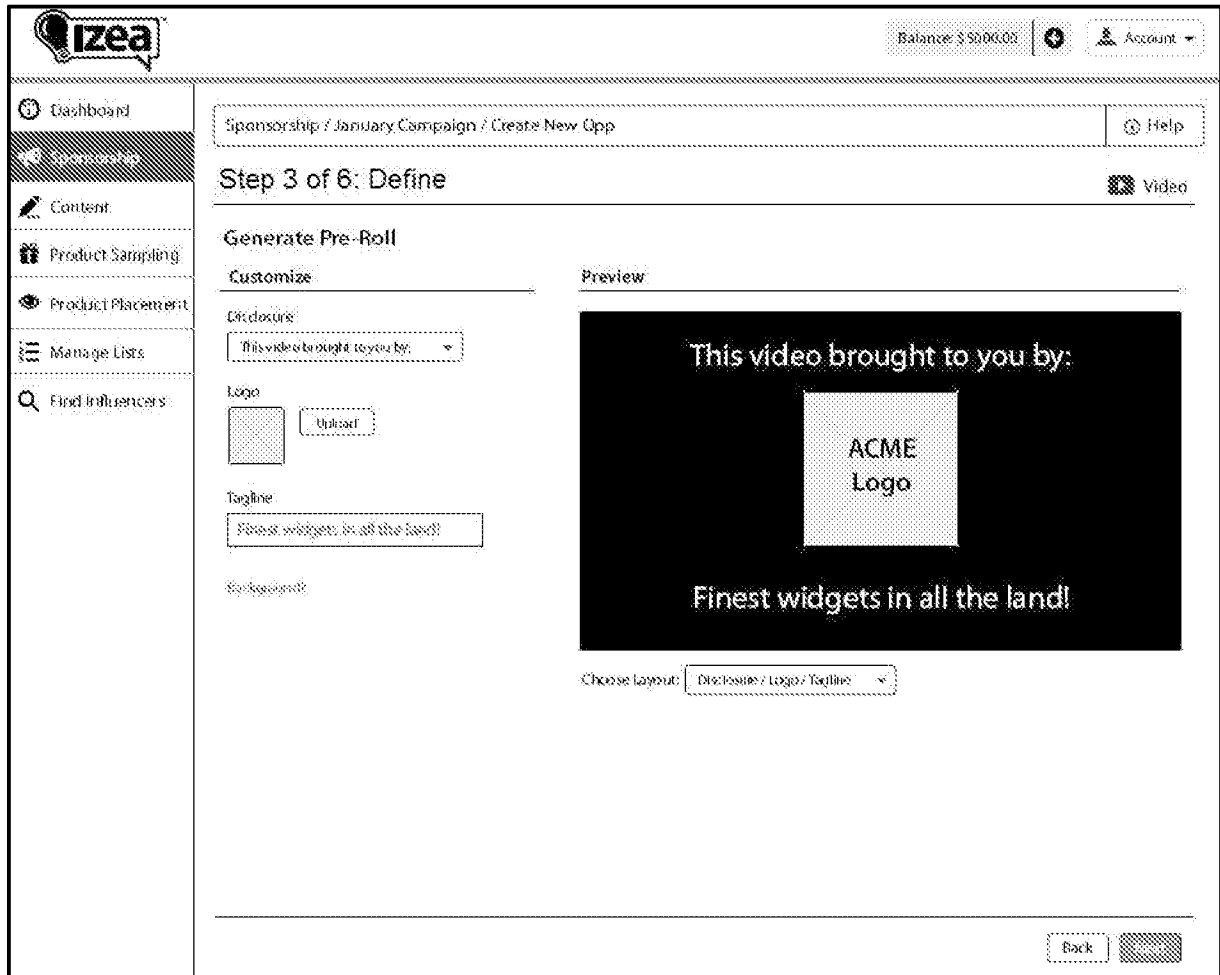 izea
Balance: $5000.00
Account
Dashboard
Sponsorship / January Campaign / Create New Opp
Help
Sponsorship
Step 3 of 6: Define
Video
Content
Generate Pre-Roll
Product Sampling
Customize
Preview
Product Placement
Disclosure
This video brought to you by:
This video brought to you by:
Manage Lists
Logo
Find Influencers
Upload
ACME
Logo
Tagline
Finest widgets in all the land!
Finest widgets in all the land!
Choose Layout: Disclosure / Logo / Tagline
Back